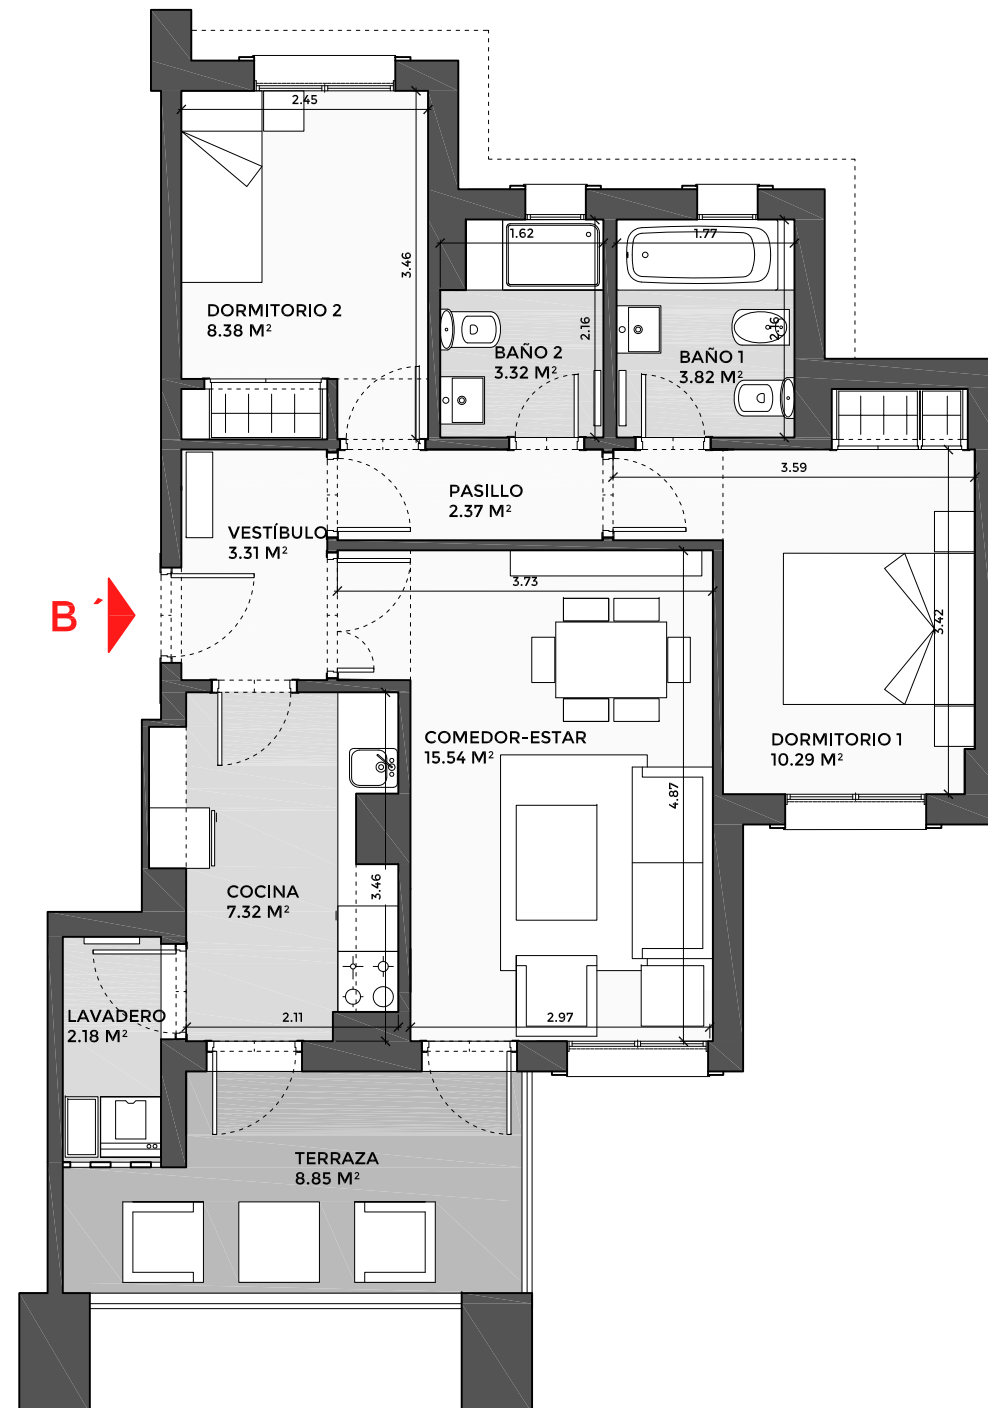 2.45
3.46
DORMITORIO 2
8.38 M²
1.62
2.16
BAÑO 2
3.32 M²
1.77
2.16
BAÑO 1
3.82 M²
3.59
PASILLO
2.37 M²
VESTÍBULO
3.31 M²
B ´
3.73
3.42
COMEDOR-ESTAR
15.54 M²
DORMITORIO 1
10.29 M²
4.87
COCINA
7.32 M²
3.46
LAVADERO
2.18 M²
2.11
2.97
TERRAZA
8.85 M²